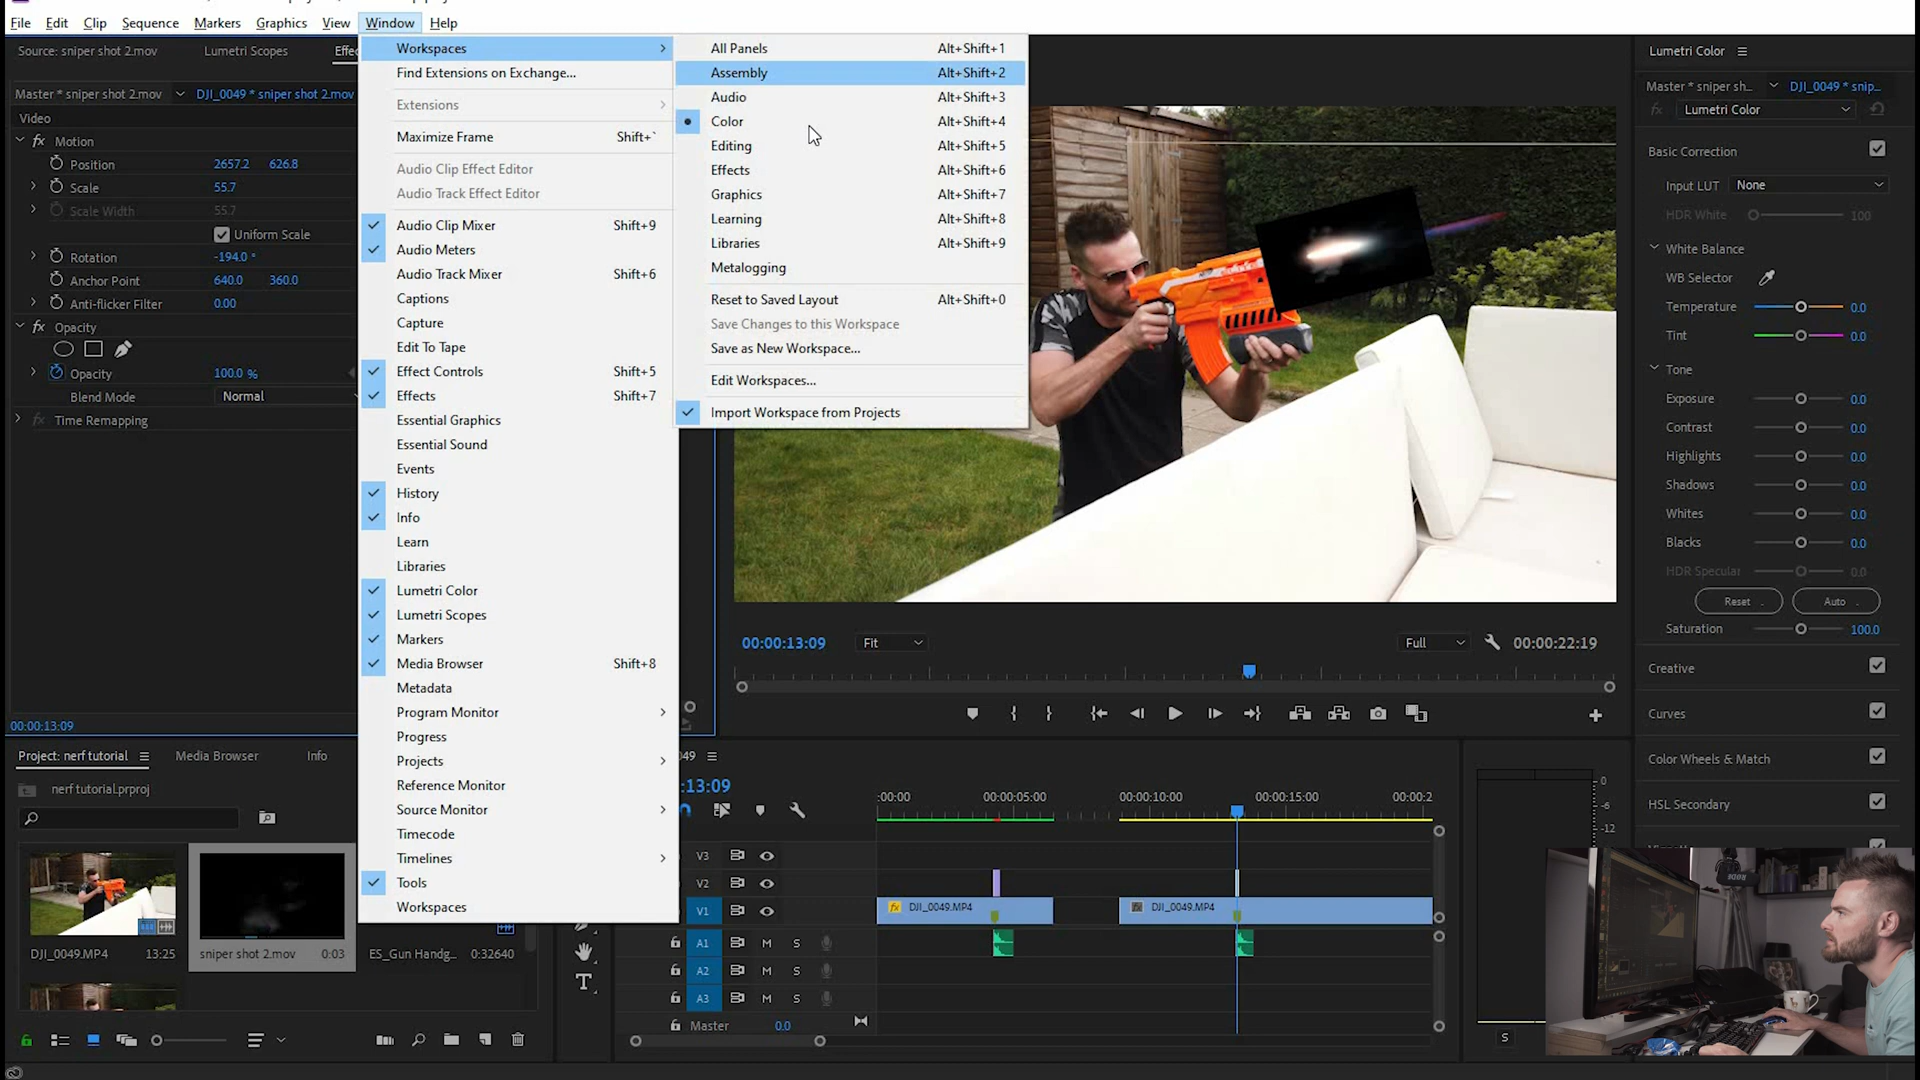 File Edit Clip Sequence Markers Graphics View Window Help
Source: sniper shot 2.mov Lumetri Scopes Effec
Master * sniper shot 2.mov DJI_0049 * sniper shot 2.mov
Video
fx Motion
Position 2657.2 626.8
Scale 55.7
Scale Width 55.7
Uniform Scale
Rotation -194.0 °
Anchor Point 640.0 360.0
Anti-flicker Filter 0.00
fx Opacity
Opacity 100.0 %
Blend Mode Normal
fx Time Remapping
00:00:13:09
Workspaces
Find Extensions on Exchange...
Extensions
Maximize Frame Shift+`
Audio Clip Effect Editor
Audio Track Effect Editor
Audio Clip Mixer Shift+9
Audio Meters
Audio Track Mixer Shift+6
Captions
Capture
Edit To Tape
Effect Controls Shift+5
Effects Shift+7
Essential Graphics
Essential Sound
Events
History
Info
Learn
Libraries
Lumetri Color
Lumetri Scopes
Markers
Media Browser Shift+8
Metadata
Program Monitor
Progress
Projects
Reference Monitor
Source Monitor
Timecode
Timelines
Tools
Workspaces
All Panels Alt+Shift+1
Assembly Alt+Shift+2
Audio Alt+Shift+3
Color Alt+Shift+4
Editing Alt+Shift+5
Effects Alt+Shift+6
Graphics Alt+Shift+7
Learning Alt+Shift+8
Libraries Alt+Shift+9
Metalogging
Reset to Saved Layout Alt+Shift+0
Save Changes to this Workspace
Save as New Workspace...
Edit Workspaces...
Import Workspace from Projects
00:00:13:09 Fit Full 00:00:22:19
Lumetri Color
Master * sniper sh... DJI_0049 * snip...
fx Lumetri Color
Basic Correction
Input LUT None
HDR White 100
White Balance
WB Selector
Temperature 0.0
Tint 0.0
Tone
Exposure 0.0
Contrast 0.0
Highlights 0.0
Shadows 0.0
Whites 0.0
Blacks 0.0
HDR Specular 0.0
Reset Auto
Saturation 100.0
Creative
Curves
Color Wheels & Match
HSL Secondary
Project: nerf tutorial Media Browser Info
nerf tutorial.prproj
DJI_0049.MP4 13:25 sniper shot 2.mov 0:03 ES_Gun Handg... 0:32640
49
:13:09
:00:00 00:00:05:00 00:00:10:00 00:00:15:00 00:00:2
V3
V2
V1 fx DJI_0049.MP4 fx DJI_0049.MP4
A1 M S
A2 M S
A3 M S
Master 0.0
0
-6
-12
S
RODE